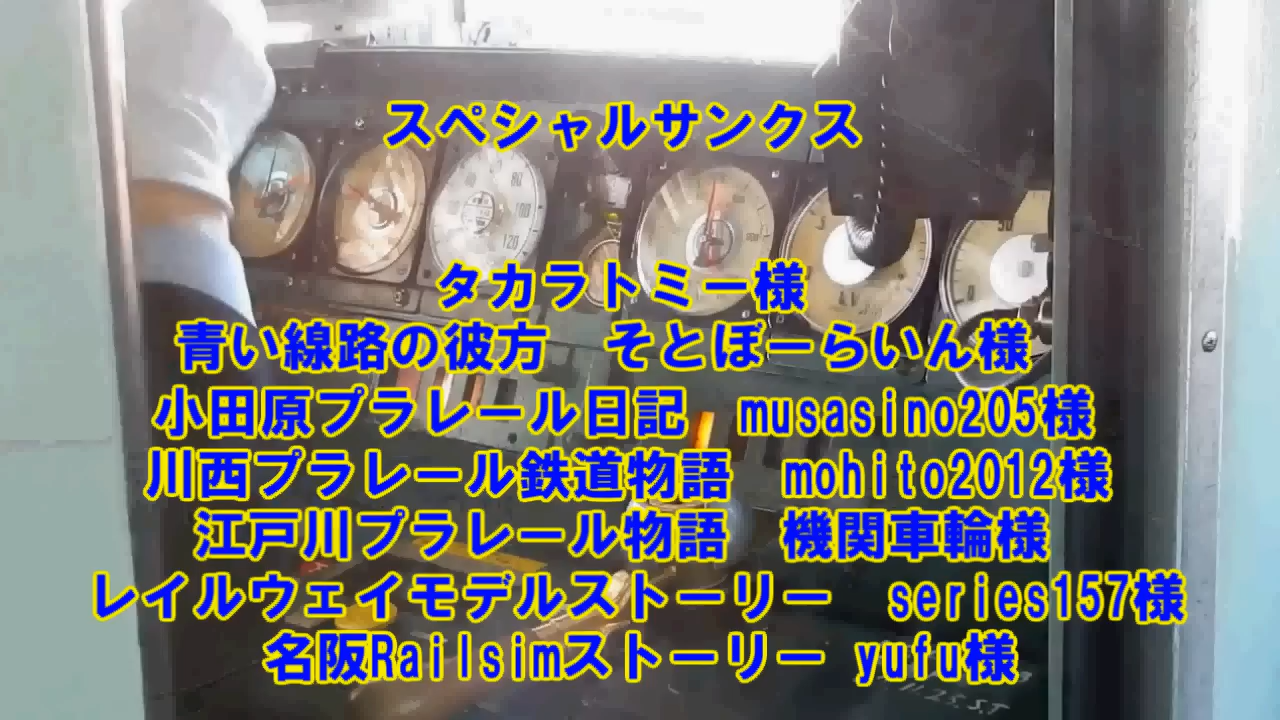 スペシャルサンクス
タカラトミー様
青い線路の彼方　そとぼーらいん様
小田原プラレール日記　musasino205様
川西プラレール鉄道物語　mohito2012様
江戸川プラレール物語　機関車輪様
レイルウェイモデルストーリー　series157様
名阪Railsimストーリー yufu様
80
100
120
50
11.25.S.T